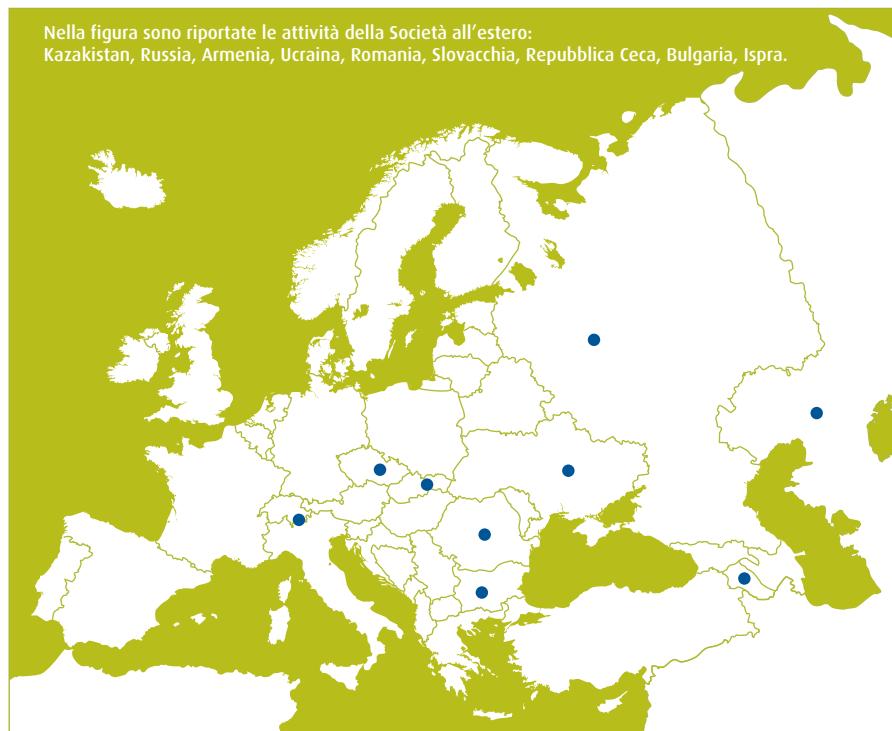 Nella figura sono riportate le attività della Società all’estero:
Kazakistan, Russia, Armenia, Ucraina, Romania, Slovacchia, Repubblica Ceca, Bulgaria, Ispra.